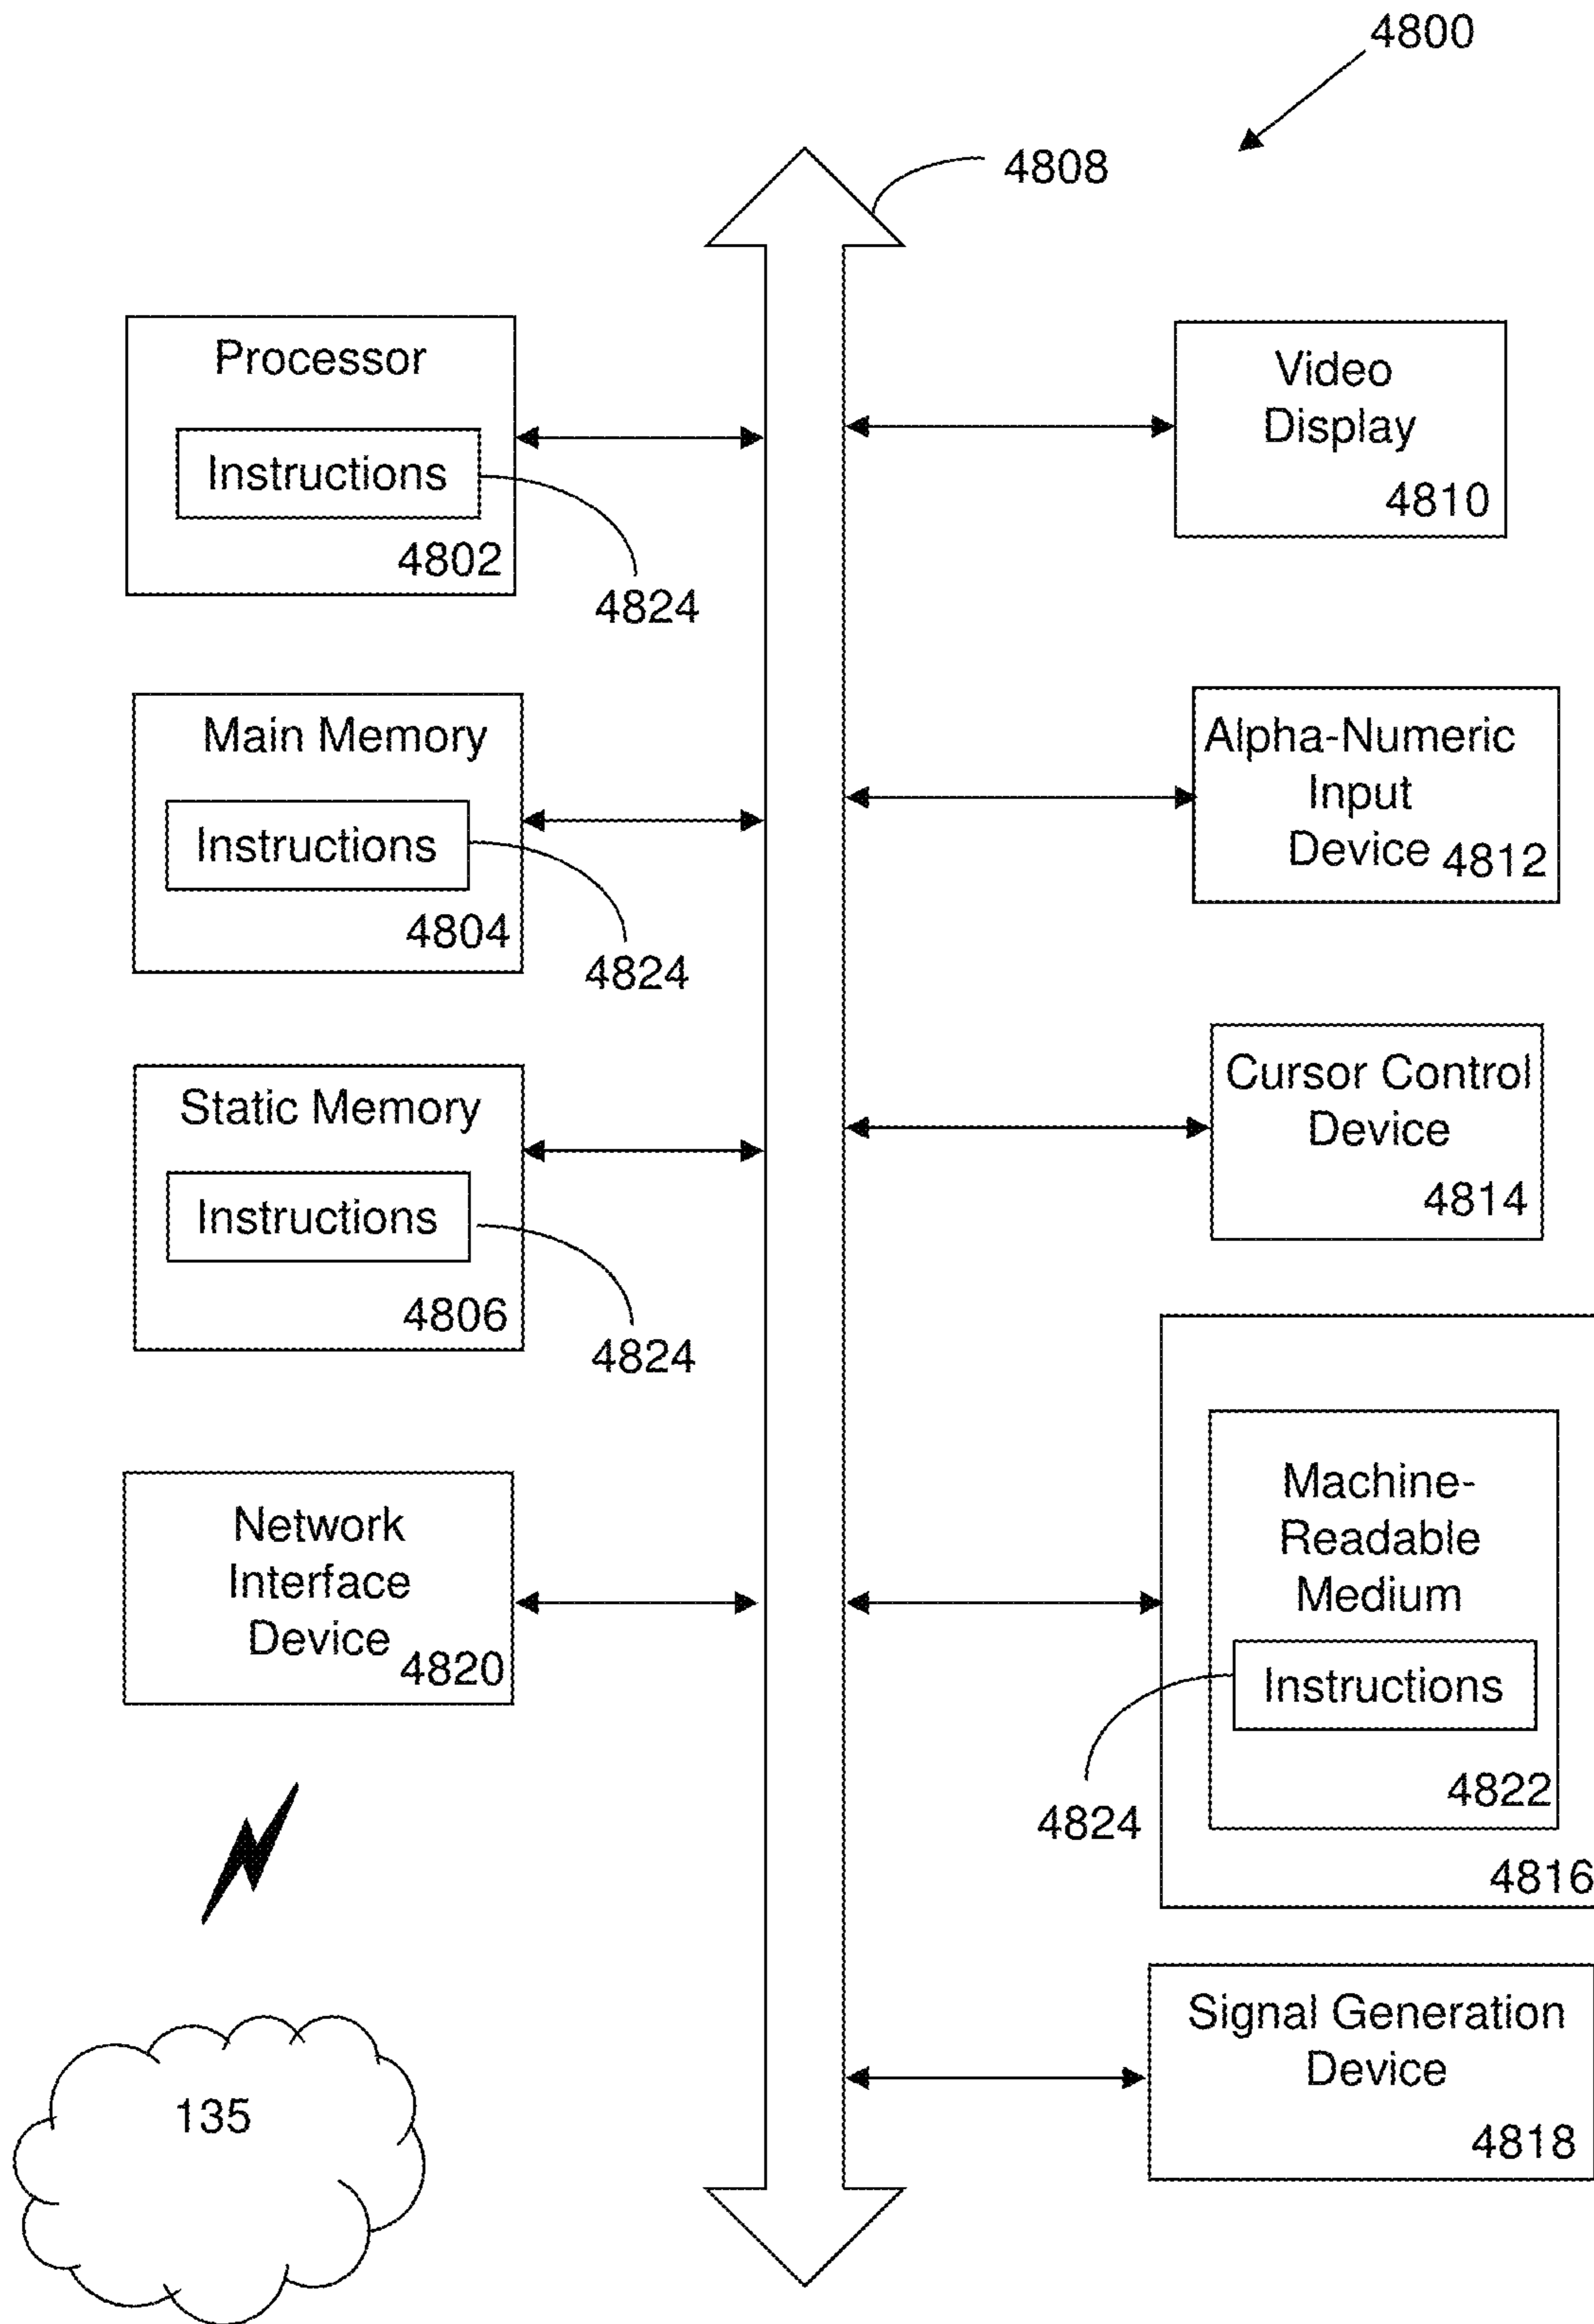 4800
4808
Processor
Instructions
4802
4824
Video
Display
4810
Main Memory
Instructions
4804
4824
Alpha-Numeric
Input
Device 4812
Static Memory
Instructions
4806
4824
Cursor Control
Device
4814
Network
Interface
Device
4820
Machine-
Readable
Medium
Instructions
4822
4824
4816
135
Signal Generation
Device
4818